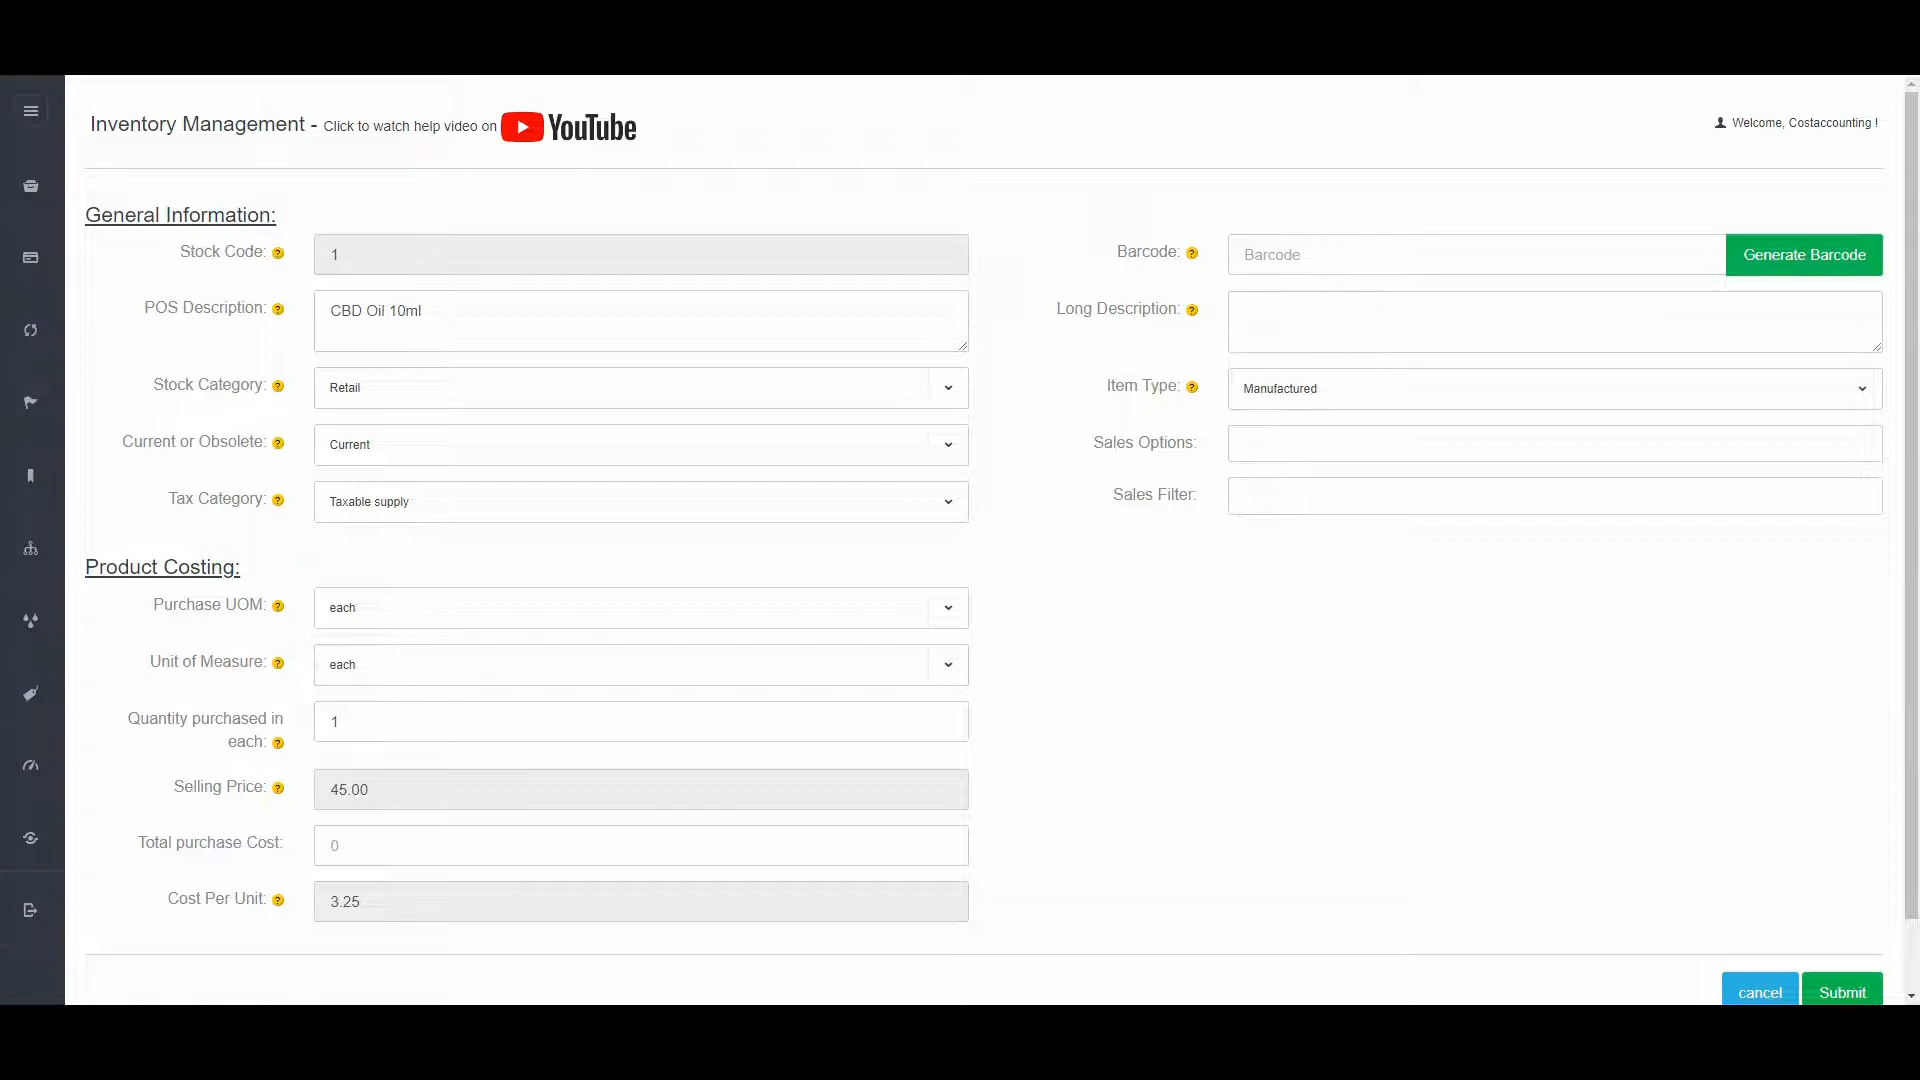 Inventory Management - Click to watch help video on YouTube
Welcome, Costaccounting !
General Information:
Stock Code: ? 1
Barcode: ? Barcode Generate Barcode
POS Description: ? CBD Oil 10ml
Long Description: ?
Stock Category: ? Retail
Item Type: ? Manufactured
Current or Obsolete: ? Current
Sales Options:
Tax Category: ? Taxable supply
Sales Filter:
Product Costing:
Purchase UOM: ? each
Unit of Measure: ? each
Quantity purchased in
each: ? 1
Selling Price: ? 45.00
Total purchase Cost: 0
Cost Per Unit: ? 3.25
cancel Submit